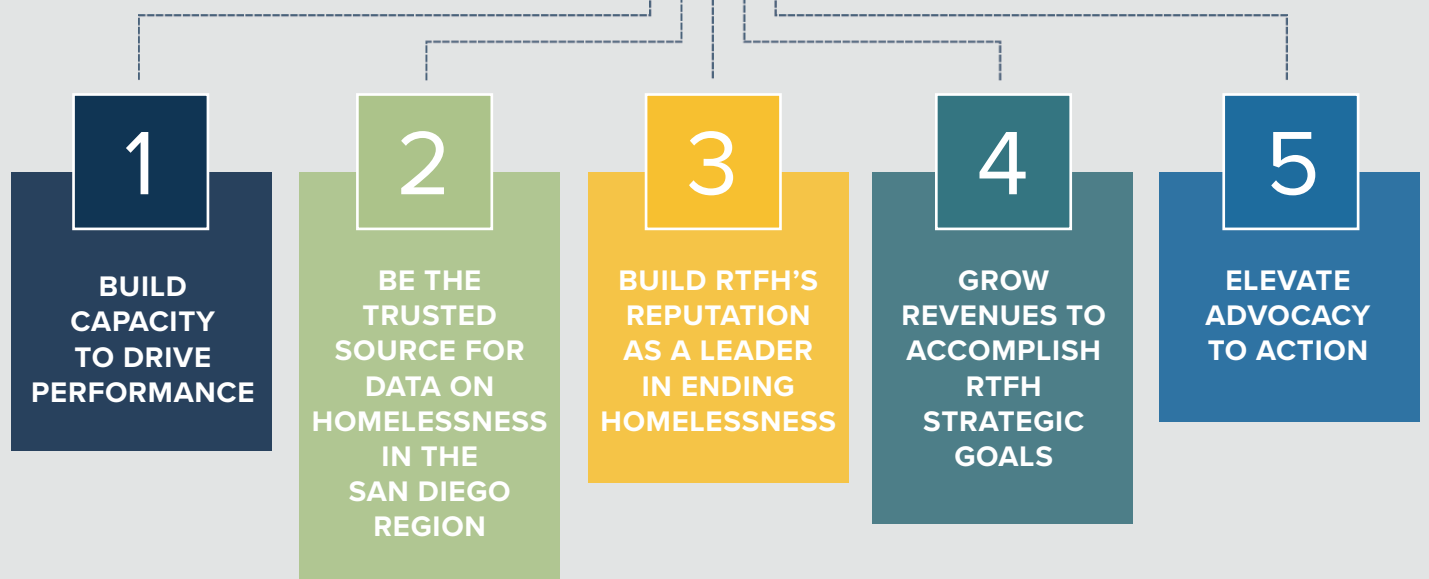 1
BUILD
CAPACITY
TO DRIVE
PERFORMANCE
2
BE THE
TRUSTED
SOURCE FOR
DATA ON
HOMELESSNESS
IN THE
SAN DIEGO
REGION
3
BUILD RTFH’S
REPUTATION
AS A LEADER
IN ENDING
HOMELESSNESS
4
GROW
REVENUES TO
ACCOMPLISH
RTFH
STRATEGIC
GOALS
5
ELEVATE
ADVOCACY
TO ACTION